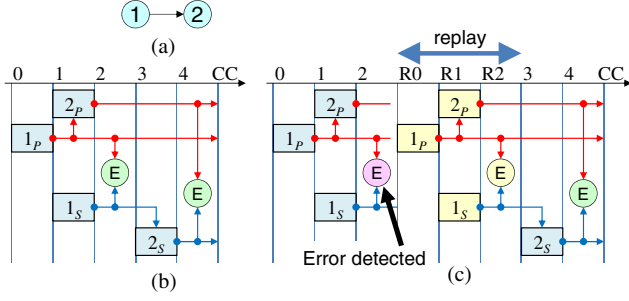 1 2
(a)
replay
0 1 2 3 4 CC
0 1 2 R0 R1 R2 3 4 CC
2P
1P
E
E
1S
2S
(b)
2P
1P
E
1S
Error detected
2P
1P
E
E
1S
2S
(c)